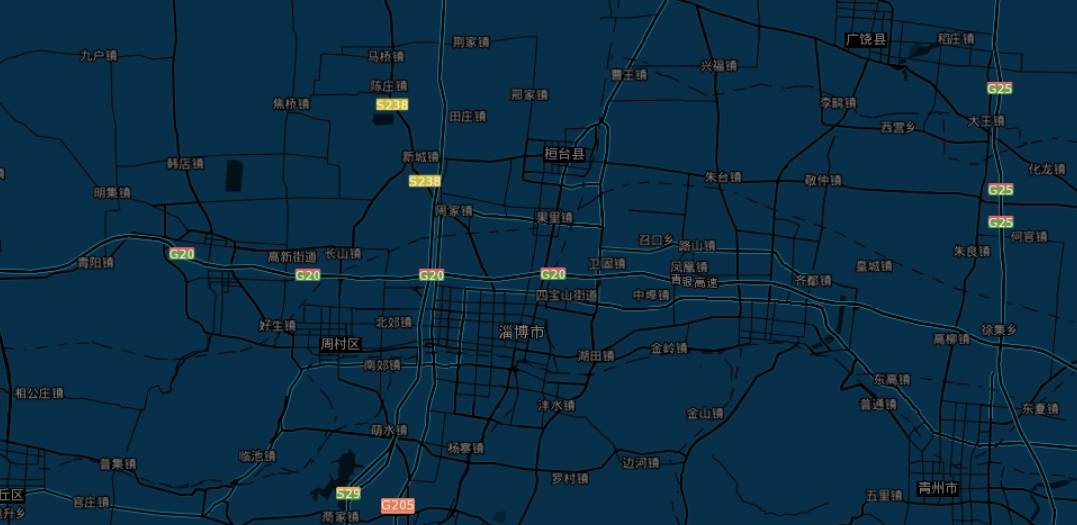 广饶县
稻庄镇
荆家镇
九户镇
马桥镇
兴福镇
曹王镇
陈庄镇
G25
邢家镇
焦桥镇
S238
李鹊镇
田庄镇
大王镇
西营乡
桓台县
新城镇
韩店镇
化龙镇
朱台镇
敬仲镇
S238
明集镇
G25
周家镇
果里镇
G25
何官镇
召口乡
路山镇
朱良镇
G20
长山镇
高新街道
青阳镇
卫固镇
凤凰镇
皇城镇
G20
G20
G20
青银高速
齐都镇
四宝山街道
中埠镇
北郊镇
好生镇
淄博市
徐集乡
高柳镇
周村区
金岭镇
湖田镇
南郊镇
东高镇
相公庄镇
普通镇
沣水镇
金山镇
东夏镇
萌水镇
杨寨镇
临池镇
普集镇
边河镇
罗村镇
青州市
S29
丘区
五里镇
官庄镇
G205
升乡
商家镇